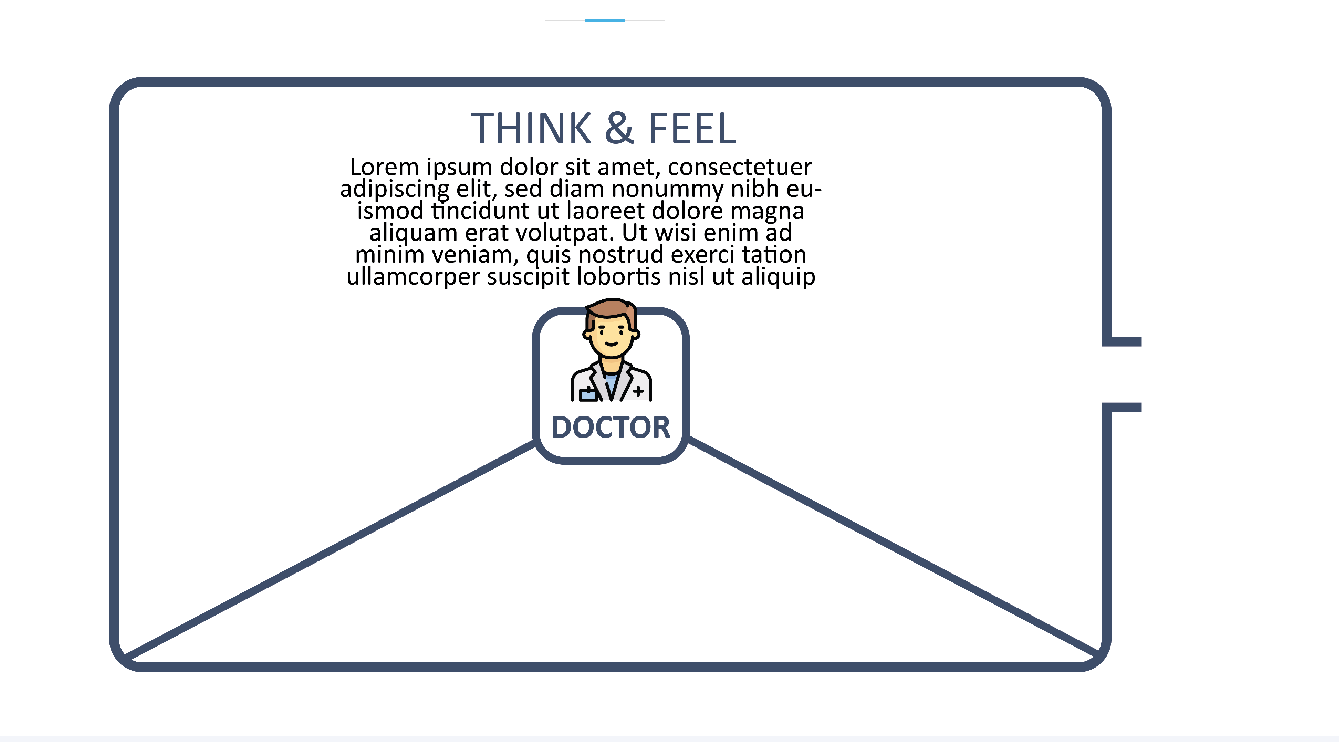 THINK & FEEL
Lorem ipsum dolor sit amet, consectetuer
adipiscing elit, sed diam nonummy nibh eu-
ismod tincidunt ut laoreet dolore magna
aliquam erat volutpat. Ut wisi enim ad
minim veniam, quis nostrud exerci tation
ullamcorper suscipit lobortis nisl ut aliquip
DOCTOR